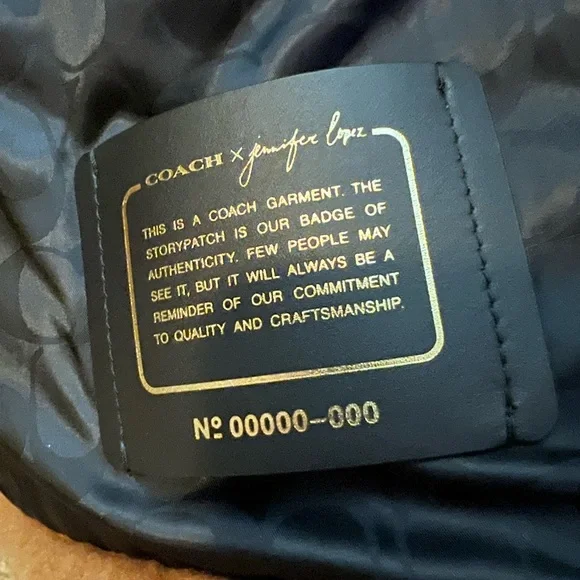 COACH × jennifer lopez
THIS IS A COACH GARMENT. THE
STORYPATCH IS OUR BADGE OF
AUTHENTICITY. FEW PEOPLE MAY
SEE IT, BUT IT WILL ALWAYS BE A
REMINDER OF OUR COMMITMENT
TO QUALITY AND CRAFTSMANSHIP.
Nº 00000-000